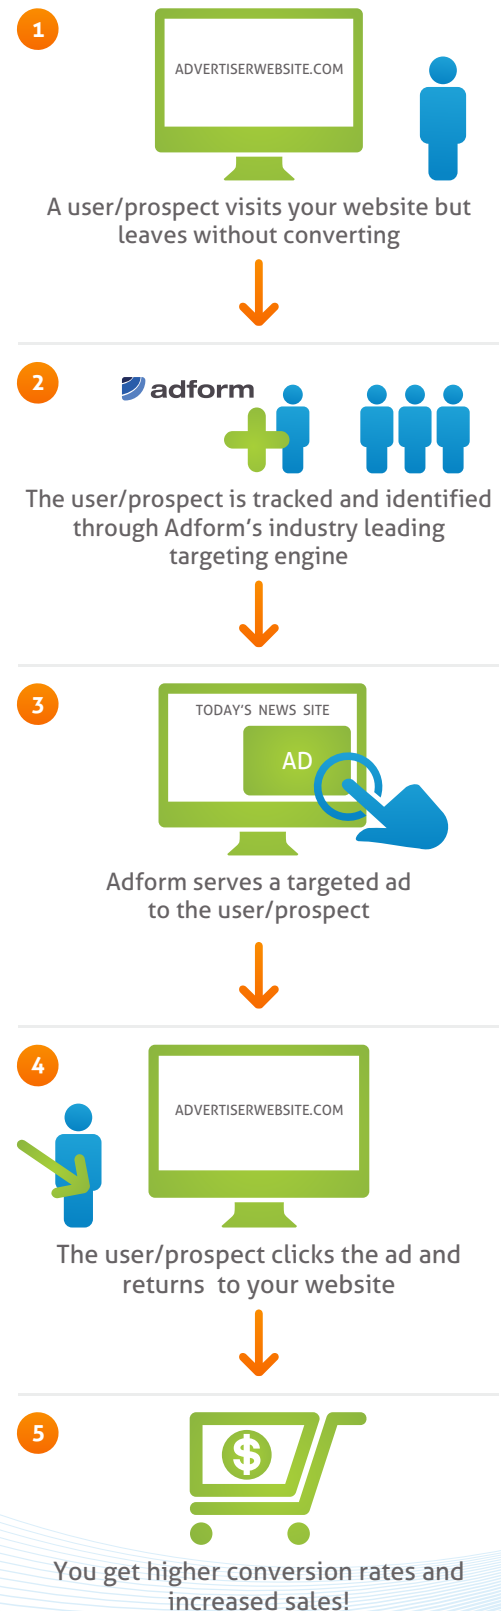 1
ADVERTISERWEBSITE.COM
A user/prospect visits your website but
leaves without converting
2
adform
The user/prospect is tracked and identified
through Adform's industry leading
targeting engine
3
TODAY'S NEWS SITE
AD
Adform serves a targeted ad
to the user/prospect
4
ADVERTISERWEBSITE.COM
The user/prospect clicks the ad and
returns to your website
5
$
You get higher conversion rates and
increased sales!